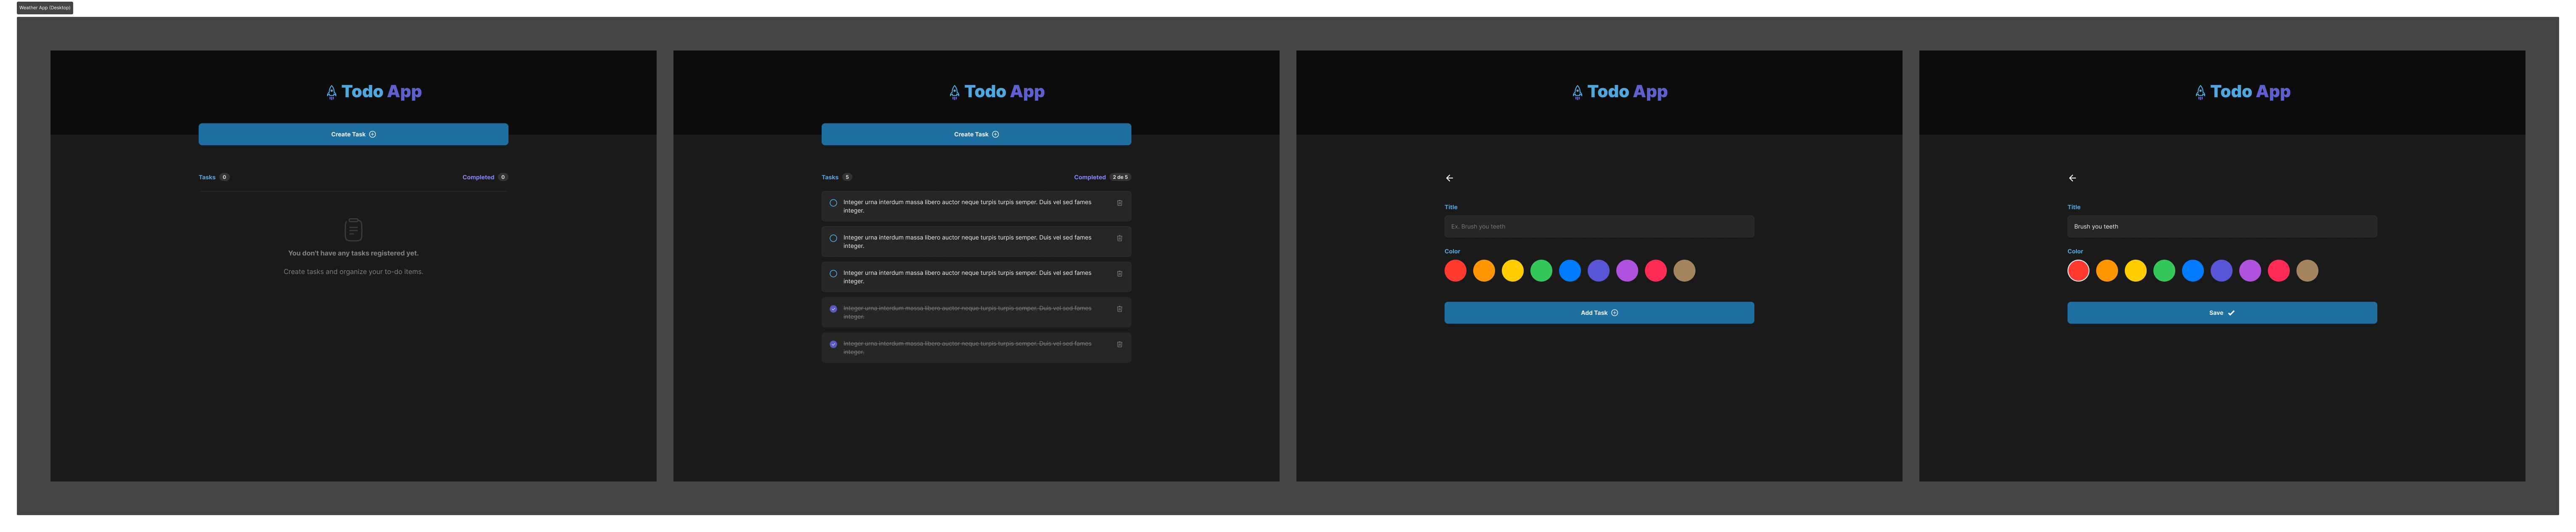 Weather App (Desktop)
Todo App
Create Task
Tasks 0
Completed 0
You don't have any tasks registered yet.
Create tasks and organize your to-do items.
Todo App
Create Task
Tasks 5
Completed 2 de 5
Integer urna interdum massa libero auctor neque turpis turpis semper. Duis vel sed fames
integer.
Integer urna interdum massa libero auctor neque turpis turpis semper. Duis vel sed fames
integer.
Integer urna interdum massa libero auctor neque turpis turpis semper. Duis vel sed fames
integer.
Integer urna interdum massa libero auctor neque turpis turpis semper. Duis vel sed fames
integer.
Integer urna interdum massa libero auctor neque turpis turpis semper. Duis vel sed fames
integer.
Todo App
Title
Ex. Brush you teeth
Color
Add Task
Todo App
Title
Brush you teeth
Color
Save